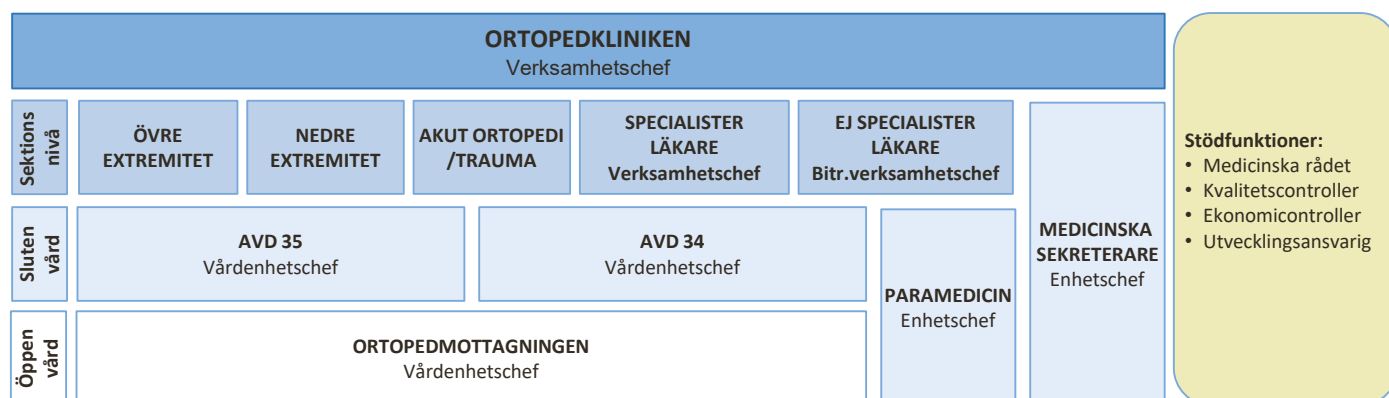 ORTOPEDKLINIKEN
Verksamhetschef
Sektions
nivå
ÖVRE
EXTREMITET
NEDRE
EXTREMITET
AKUT ORTOPEDI
/TRAUMA
SPECIALISTER
LÄKARE
Verksamhetschef
EJ SPECIALISTER
LÄKARE
Bitr.verksamhetschef
Sluten
vård
AVD 35
Vårdenhetschef
AVD 34
Vårdenhetschef
PARAMEDICIN
Enhetschef
MEDICINSKA
SEKRETERARE
Enhetschef
Öppen
vård
ORTOPEDMOTTAGNINGEN
Vårdenhetschef
Stödfunktioner:
• Medicinska rådet
• Kvalitetscontroller
• Ekonomicontroller
• Utvecklingsansvarig